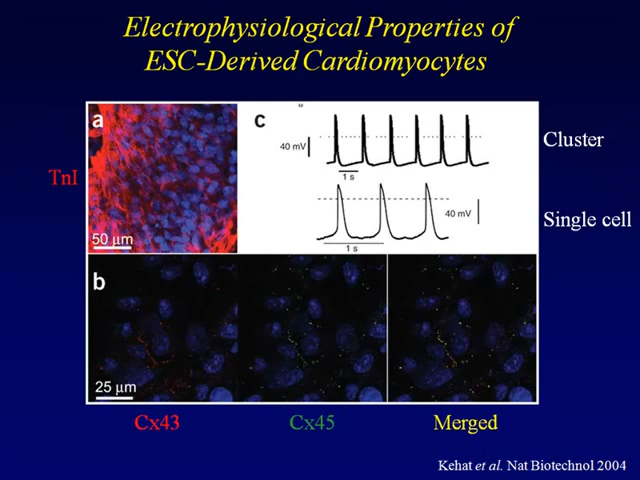 Electrophysiological Properties of
ESC-Derived Cardiomyocytes
TnI
a
50 μm
c
40 mV
1 s
Cluster
40 mV
1 s
Single cell
b
25 μm
Cx43
Cx45
Merged
Kehat et al. Nat Biotechnol 2004